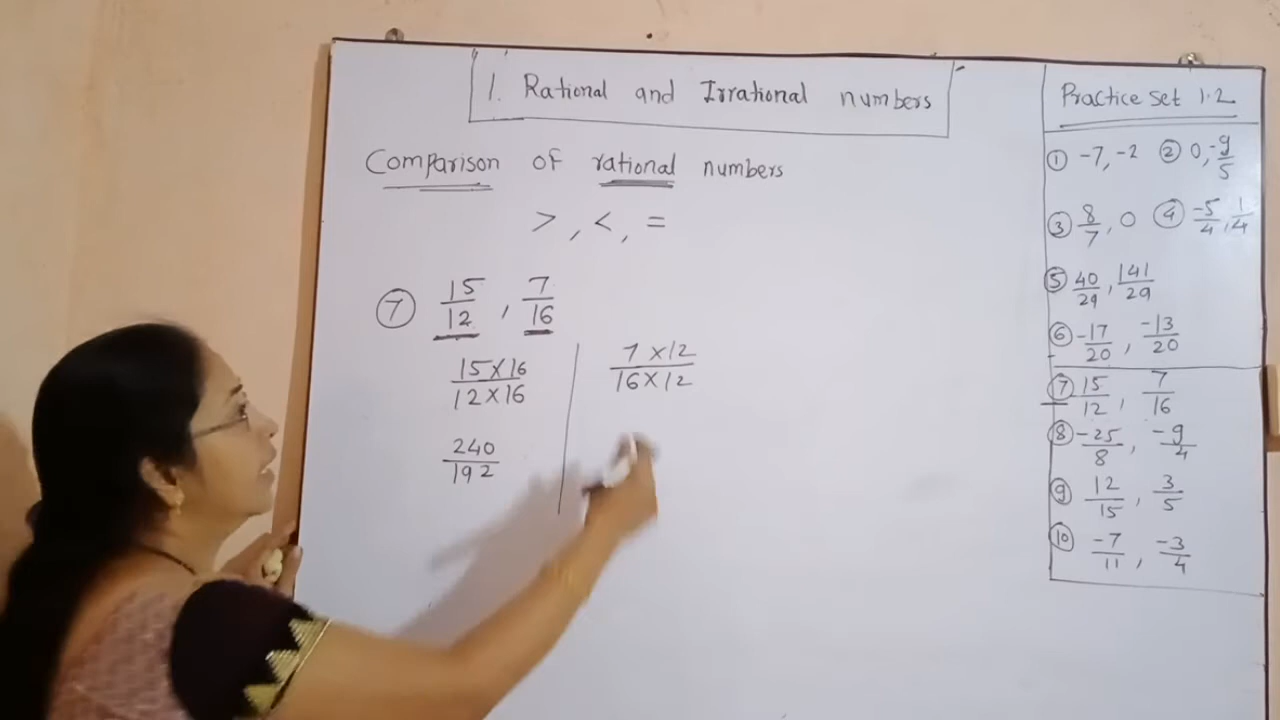 1. Rational and Irrational numbers
Comparison of rational numbers
> , < , =
⑦ 15/12 , 7/16
15×16/12×16
7×12/16×12
240/192
Practice set 1.2
① -7, -2 ② 0, -9/5
③ 8/7, 0 ④ -5/4, 1/4
⑤ 40/29, 141/29
⑥ -17/20, -13/20
⑦ 15/12, 7/16
⑧ -25/8, -9/4
⑨ 12/15, 3/5
⑩ -7/11, -3/4